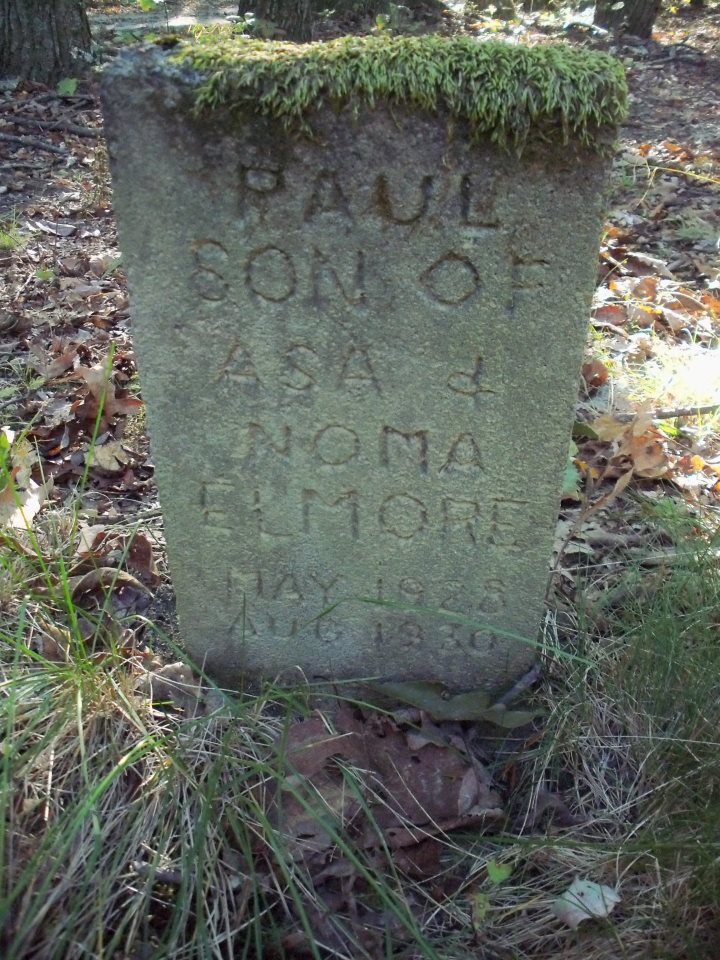 PAUL
SON OF
ASA &
NOMA
ELMORE
MAY 1928
AUG 1930